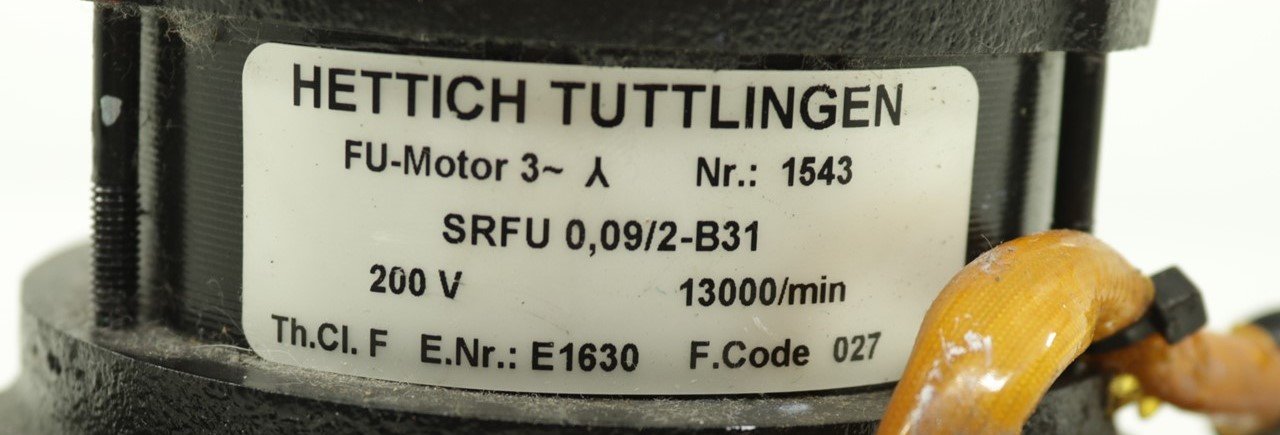 HETTICH TUTTLINGEN
FU-Motor 3~ ⅄ Nr.: 1543
SRFU 0,09/2-B31
200 V 13000/min
Th.Cl. F E.Nr.: E1630 F.Code 027